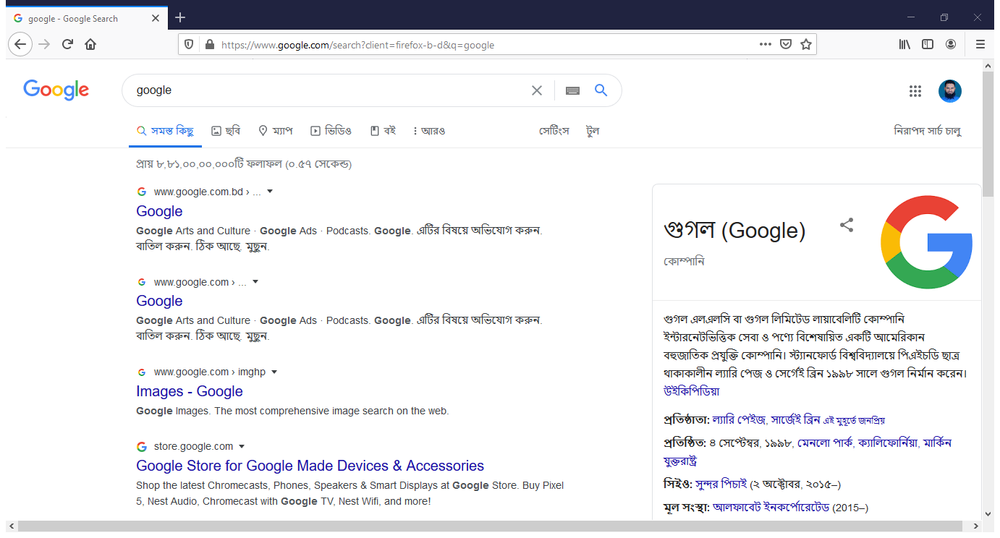 google - Google Search
https://www.google.com/search?client=firefox-b-d&q=google
Google
google
সমস্ত কিছু
ছবি
ম্যাপ
ভিডিও
বই
আরও
সেটিংস
টুল
নিরাপদ সার্চ চালু
প্রায় ৮,৮১,০০,০০,০০০টি ফলাফল (০.৫৭ সেকেন্ড)
www.google.com.bd › ...
Google
Google Arts and Culture · Google Ads · Podcasts. Google. এটির বিষয়ে অভিযোগ করুন.
বাতিল করুন. ঠিক আছে. মুছুন.
www.google.com › ...
Google
Google Arts and Culture · Google Ads · Podcasts. Google. এটির বিষয়ে অভিযোগ করুন.
বাতিল করুন. ঠিক আছে. মুছুন.
www.google.com › imghp
Images - Google
Google Images. The most comprehensive image search on the web.
store.google.com
Google Store for Google Made Devices & Accessories
Shop the latest Chromecasts, Phones, Speakers & Smart Displays at Google Store. Buy Pixel
5, Nest Audio, Chromecast with Google TV, Nest Wifi, and more!
গুগল (Google)
কোম্পানি
গুগল এলএলসি বা গুগল লিমিটেড লায়াবেলিটি কোম্পানি
ইন্টারনেটভিত্তিক সেবা ও পণ্যে বিশেষায়িত একটি আমেরিকান
বহুজাতিক প্রযুক্তি কোম্পানি। স্ট্যানফোর্ড বিশ্ববিদ্যালয়ে পিএইচডি ছাত্র
থাকাকালীন ল্যারি পেজ ও সের্গেই ব্রিন ১৯৯৮ সালে গুগল নির্মান করেন।
উইকিপিডিয়া
প্রতিষ্ঠাতা: ল্যারি পেইজ, সার্জেই ব্রিন এই মুহূর্তে জনপ্রিয়
প্রতিষ্ঠিত: ৪ সেপ্টেম্বর, ১৯৯৮, মেনলো পার্ক, ক্যালিফোর্নিয়া, মার্কিন
যুক্তরাষ্ট্র
সিইও: সুন্দর পিচাই (২ অক্টোবর, ২০১৫–)
মূল সংস্থা: আলফাবেট ইনকর্পোরেটেড (2015–)